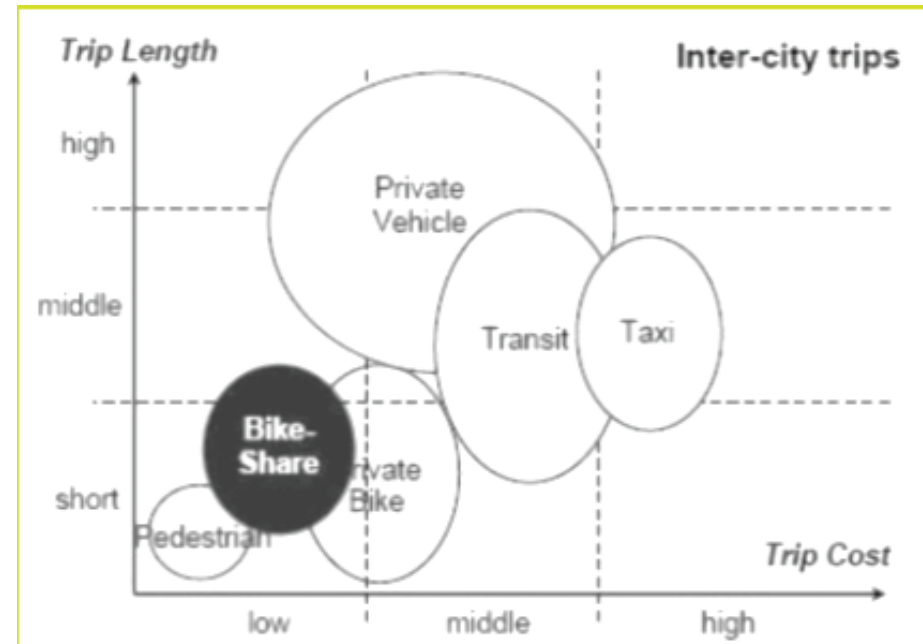 Trip Length
Inter-city trips
high
Private
Vehicle
middle
Transit
Taxi
Bike-
Share
rivate
Bike
short
Pedestrian
Trip Cost
low
middle
high